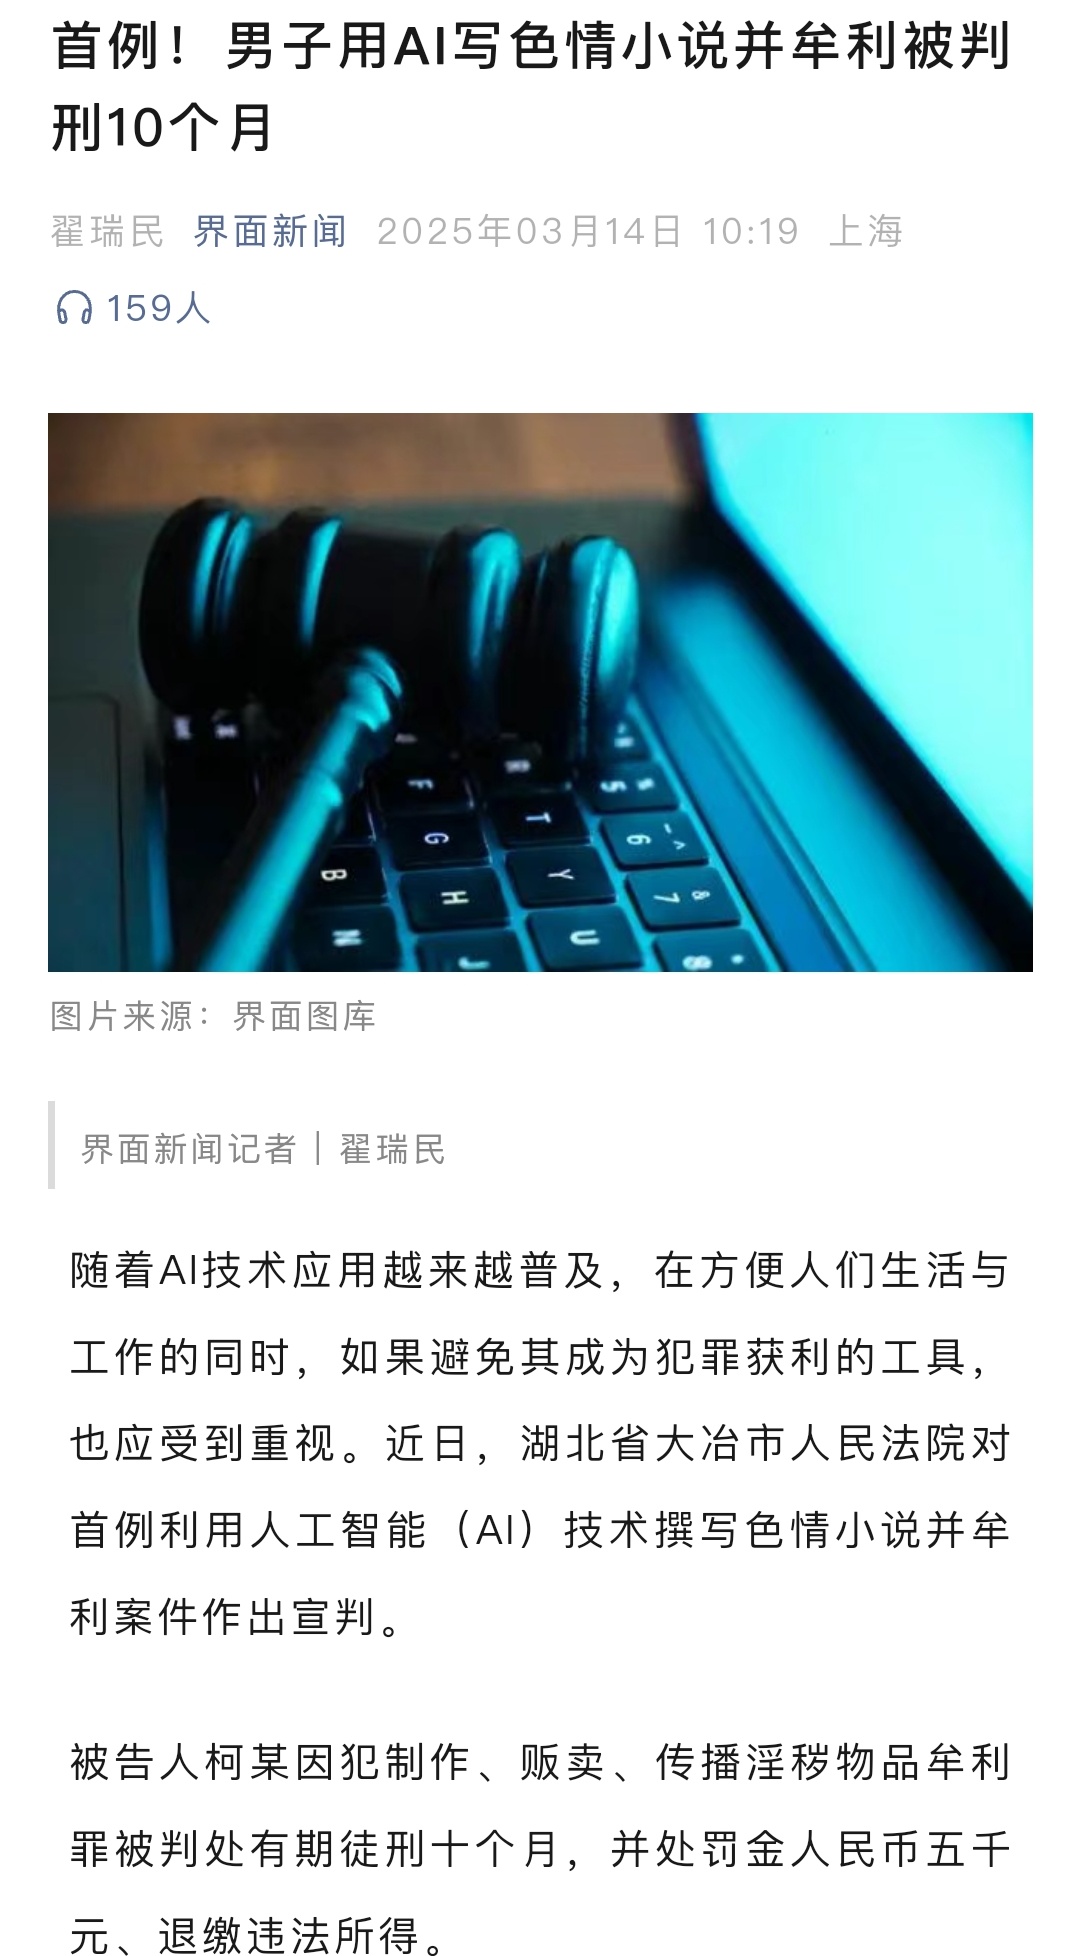 首例！男子用AI写色情小说并牟利被判
刑10个月
翟瑞民 界面新闻 2025年03月14日 10:19 上海
159人
F
R
5 %
G
T
6 ^
B
H
Y
7 &
N
J
U
8 *
图片来源：界面图库
界面新闻记者｜翟瑞民
随着AI技术应用越来越普及，在方便人们生活与
工作的同时，如果避免其成为犯罪获利的工具，
也应受到重视。近日，湖北省大冶市人民法院对
首例利用人工智能（AI）技术撰写色情小说并牟
利案件作出宣判。
被告人柯某因犯制作、贩卖、传播淫秽物品牟利
罪被判处有期徒刑十个月，并处罚金人民币五千
元、退缴违法所得。